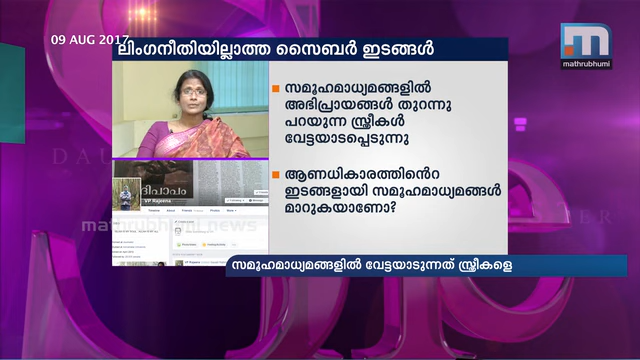 09 AUG 2017
ലിംഗനീതിയില്ലാത്ത സൈബർ ഇടങ്ങൾ
mathrubhumi
സമൂഹമാധ്യമങ്ങളിൽ
അഭിപ്രായങ്ങൾ തുറന്നു
പറയുന്ന സ്ത്രീകൾ
വേട്ടയാടപ്പെടുന്നു
ആണധികാരത്തിൻെറ
ഇടങ്ങളായി സമൂഹമാധ്യമങ്ങൾ
മാറുകയാണോ?
ദിപാപം
VP Rajeena
mathrubhumi news
സമൂഹമാധ്യമങ്ങളിൽ വേട്ടയാടുന്നത് സ്ത്രീകളെ